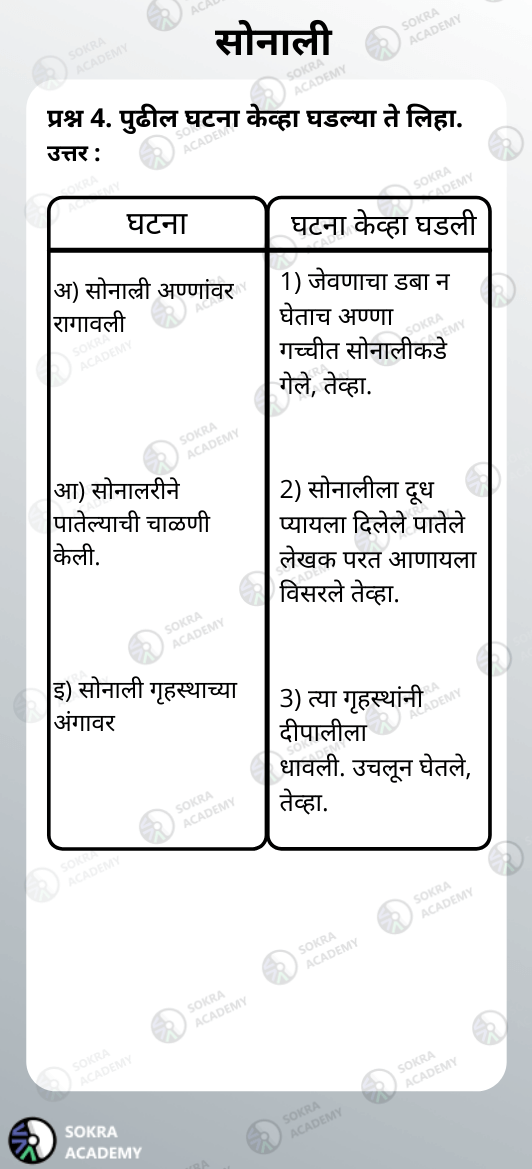 सोनाली
प्रश्न 4. पुढील घटना केव्हा घडल्या ते लिहा.
उत्तर :
घटना
घटना केव्हा घडली
अ) सोनाल्री अण्णांवर
रागावली
1) जेवणाचा डबा न
घेताच अण्णा
गच्चीत सोनालीकडे
गेले, तेव्हा.
आ) सोनालरीने
पातेल्याची चाळणी
केली.
2) सोनालीला दूध
प्यायला दिलेले पातेले
लेखक परत आणायला
विसरले तेव्हा.
इ) सोनाली गृहस्थाच्या
अंगावर
3) त्या गृहस्थांनी
दीपालीला
धावली. उचलून घेतले,
तेव्हा.
SOKRA
ACADEMY